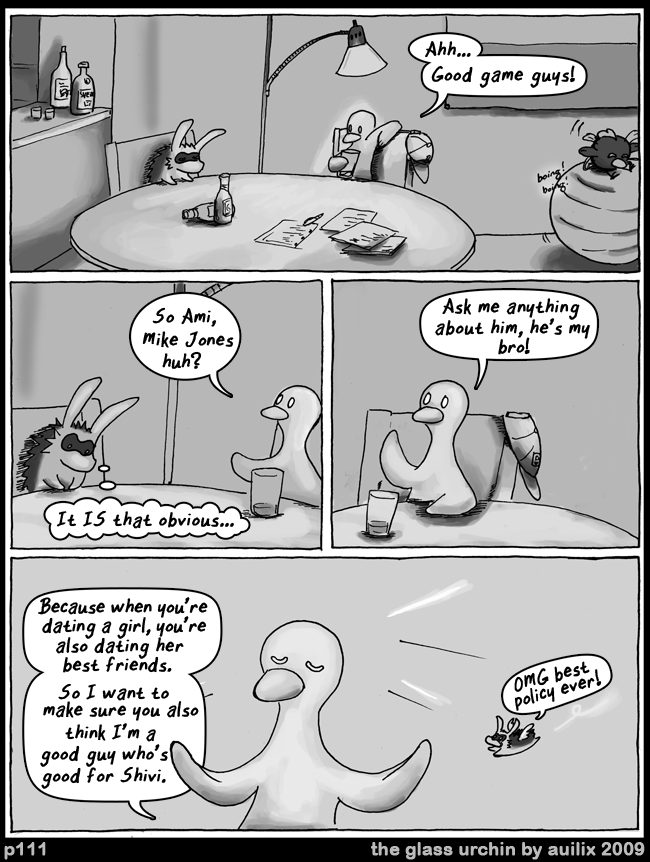 Ahh...
Good game guys!
boing!
boing!
So Ami,
Mike Jones
huh?
It IS that obvious...
Ask me anything
about him, he's my
bro!
Because when you're
dating a girl, you're
also dating her
best friends.
So I want to
make sure you also
think I'm a
good guy who's
good for Shivi.
OMG best
policy ever!
p111
the glass urchin by auilix 2009